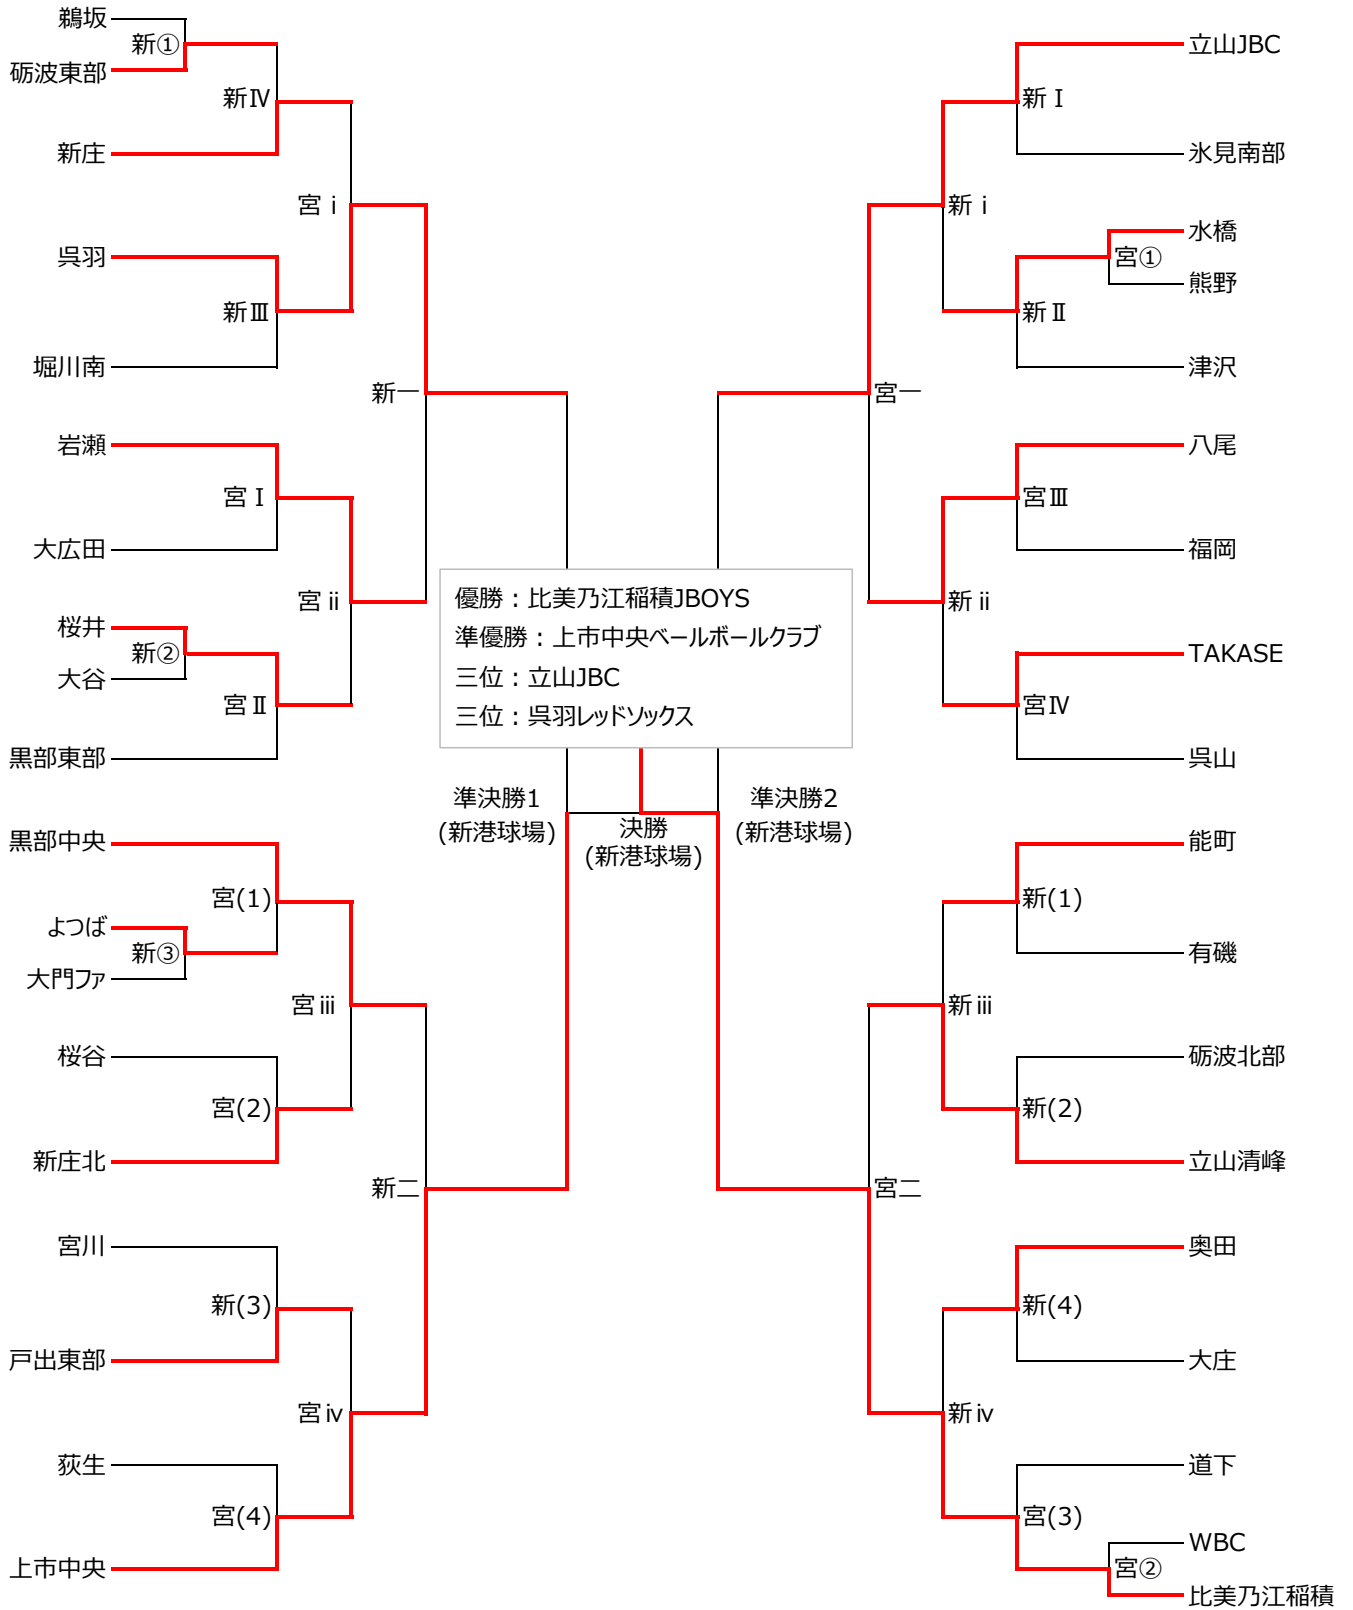 鵜坂
新①
砺波東部
新Ⅳ
新庄
宮ⅰ
呉羽
新Ⅲ
堀川南
新一
岩瀬
宮Ⅰ
大広田
宮ⅱ
桜井
新②
大谷
宮Ⅱ
黒部東部
黒部中央
宮(1)
よつば
新③
大門ファ
宮ⅲ
桜谷
宮(2)
新庄北
新二
宮川
新(3)
戸出東部
宮ⅳ
荻生
宮(4)
上市中央
優勝：比美乃江稲積JBOYS
準優勝：上市中央ベールボールクラブ
三位：立山JBC
三位：呉羽レッドソックス
準決勝1
(新港球場)
決勝
(新港球場)
準決勝2
(新港球場)
立山JBC
新Ⅰ
氷見南部
新ⅰ
水橋
宮①
熊野
新Ⅱ
津沢
宮一
八尾
宮Ⅲ
福岡
新ⅱ
TAKASE
宮Ⅳ
呉山
能町
新(1)
有磯
新ⅲ
砺波北部
新(2)
立山清峰
宮二
奥田
新(4)
大庄
新ⅳ
道下
宮(3)
WBC
宮②
比美乃江稲積